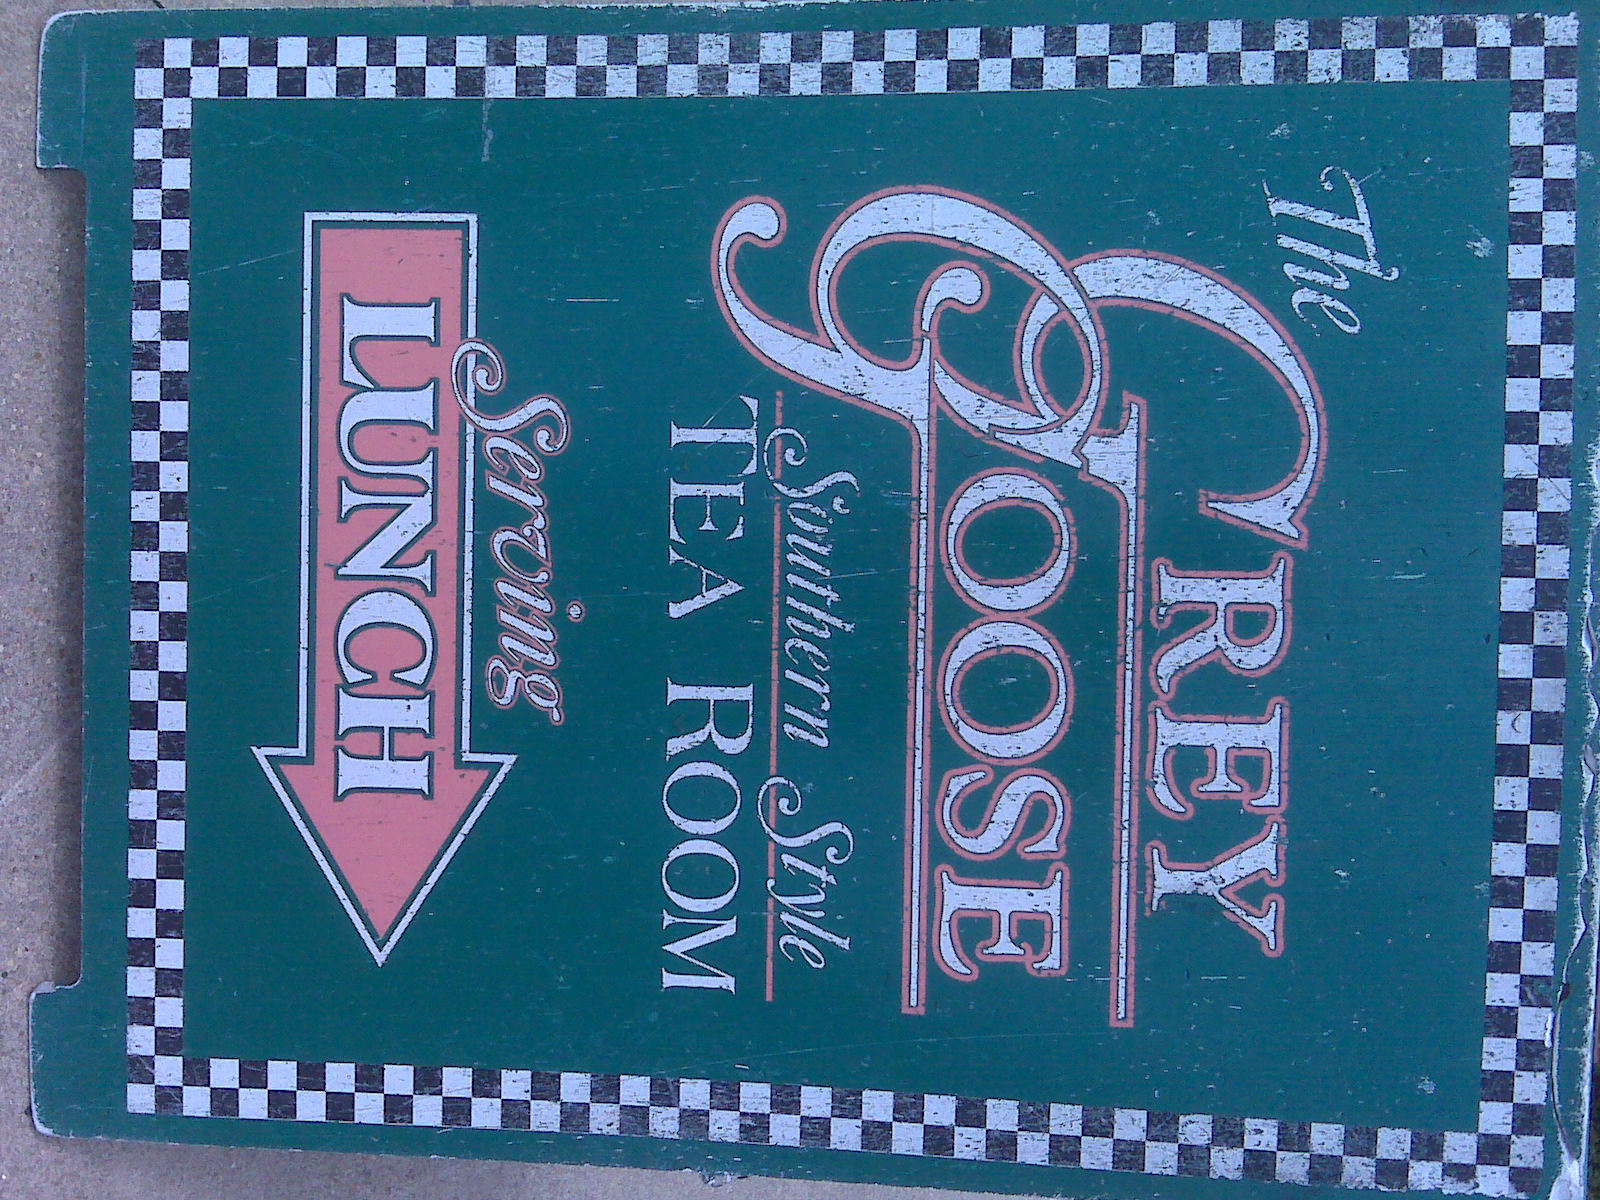 The
GREY
GOOSE
Southern Style
TEA ROOM
Serving
LUNCH